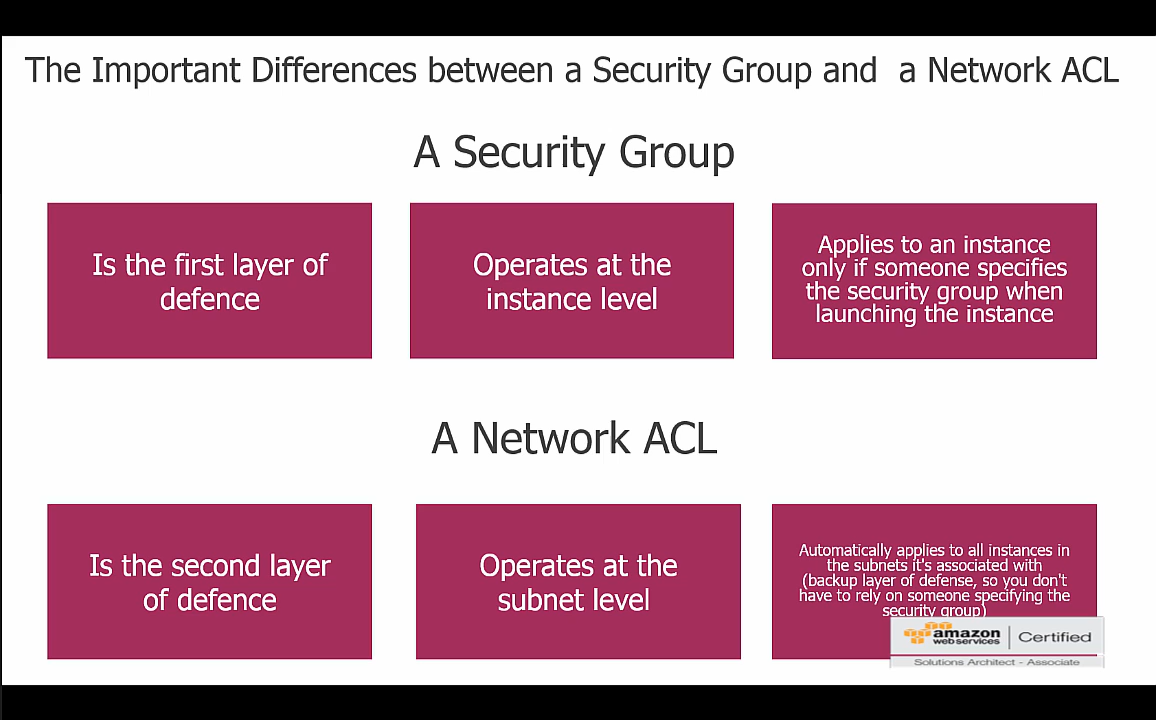 The Important Differences between a Security Group and a Network ACL
A Security Group
Is the first layer of
defence
Operates at the
instance level
Applies to an instance
only if someone specifies
the security group when
launching the instance
A Network ACL
Is the second layer
of defence
Operates at the
subnet level
Automatically applies to all instances in
the subnets it's associated with
(backup layer of defense, so you don't
have to rely on someone specifying the
security group)
amazon
webservices
Certified
Solutions Architect - Associate